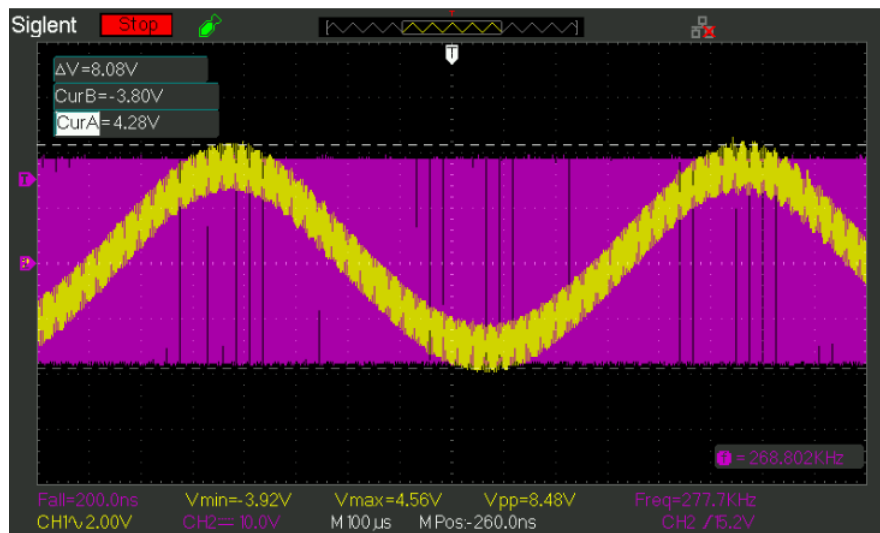 Siglent Stop
T
T
ΔV=8.08V
CurB=-3.80V
CurA=4.28V
T
f = 268.802KHz
Fall=200.0ns Vmin=-3.92V Vmax=4.56V Vpp=8.48V Freq=277.7KHz
CH1∿2.00V CH2⎓10.0V M100µs MPos:-260.0ns CH2 /15.2V